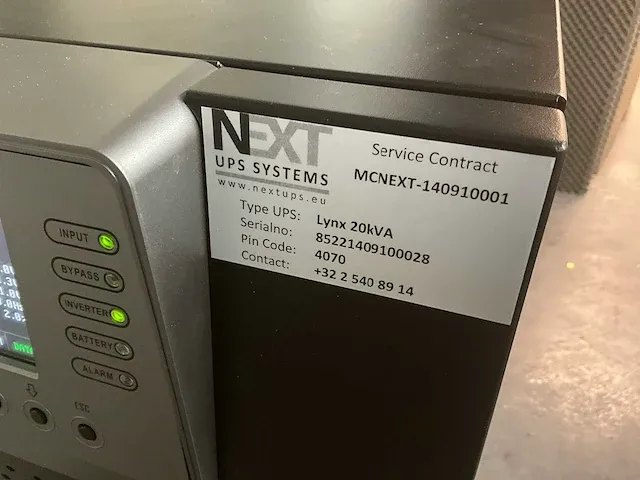 NEXT
UPS SYSTEMS
www.nextups.eu
Service Contract
MCNEXT-140910001
Type UPS: Lynx 20kVA
Serialno: 85221409100028
Pin Code: 4070
Contact: +32 2 540 89 14
INPUT
BYPASS
INVERTER
BATTERY
ALARM
ESC
DATA